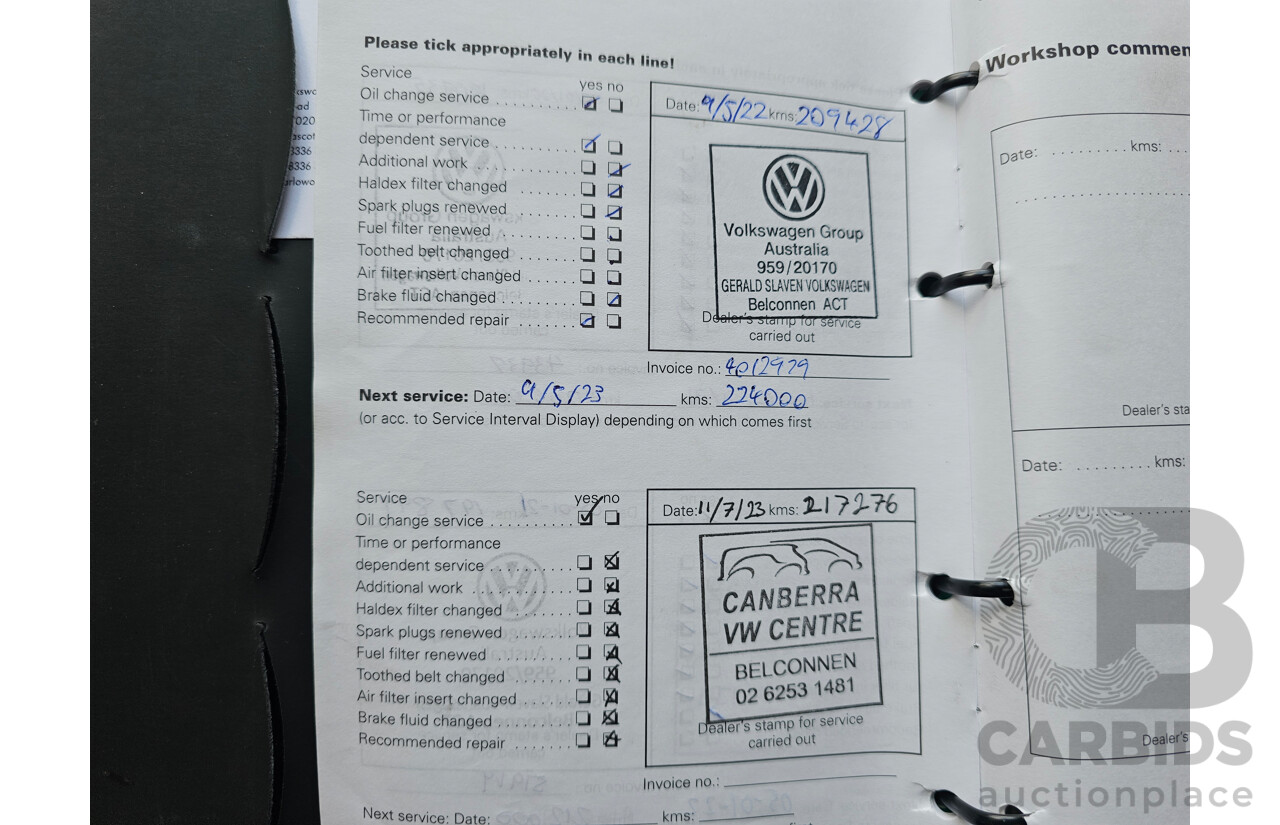 Please tick appropriately in each line!
Service
yes no
Oil change service
Time or performance
dependent service
Additional work
Haldex filter changed
Spark plugs renewed
Fuel filter renewed
Toothed belt changed
Air filter insert changed
Brake fluid changed
Recommended repair
Date: 9/5/22 kms: 209428
Volkswagen Group
Australia
959/20170
GERALD SLAVEN VOLKSWAGEN
Belconnen ACT
Dealer's stamp for service
carried out
Invoice no.: 4012979
Next service: Date: 9/5/23 kms: 224000
(or acc. to Service Interval Display) depending on which comes first
Service
yes no
Oil change service
Time or performance
dependent service
Additional work
Haldex filter changed
Spark plugs renewed
Fuel filter renewed
Toothed belt changed
Air filter insert changed
Brake fluid changed
Recommended repair
Date: 11/7/23 kms: 217276
CANBERRA
VW CENTRE
BELCONNEN
02 6253 1481
Dealer's stamp for service
carried out
Invoice no.:
Next service: Date: kms:
Workshop commen
Date: kms:
Dealer's sta
Date: kms:
Dealer's
CARBIDS
auctionplace